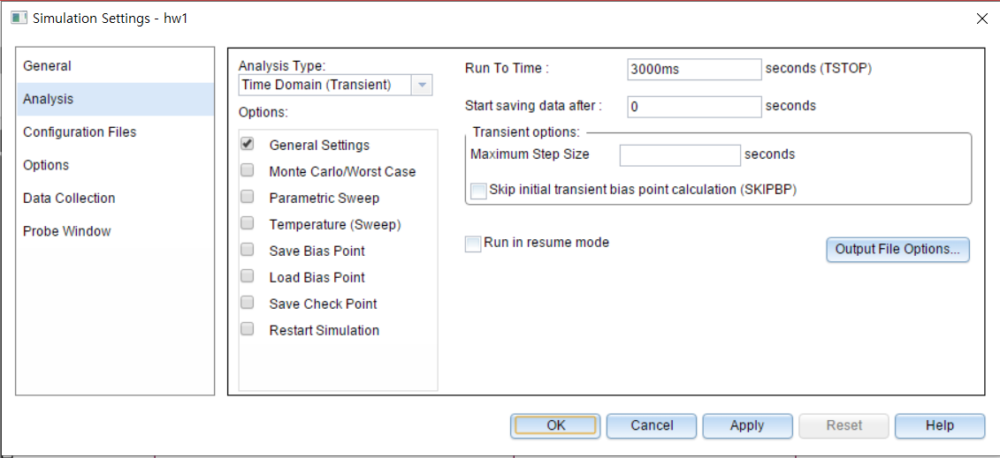 Simulation Settings - hw1
General
Analysis
Configuration Files
Options
Data Collection
Probe Window
Analysis Type:
Time Domain (Transient)
Options:
General Settings
Monte Carlo/Worst Case
Parametric Sweep
Temperature (Sweep)
Save Bias Point
Load Bias Point
Save Check Point
Restart Simulation
Run To Time : 3000ms seconds (TSTOP)
Start saving data after : 0 seconds
Transient options:
Maximum Step Size seconds
Skip initial transient bias point calculation (SKIPBP)
Run in resume mode
Output File Options...
OK Cancel Apply Reset Help